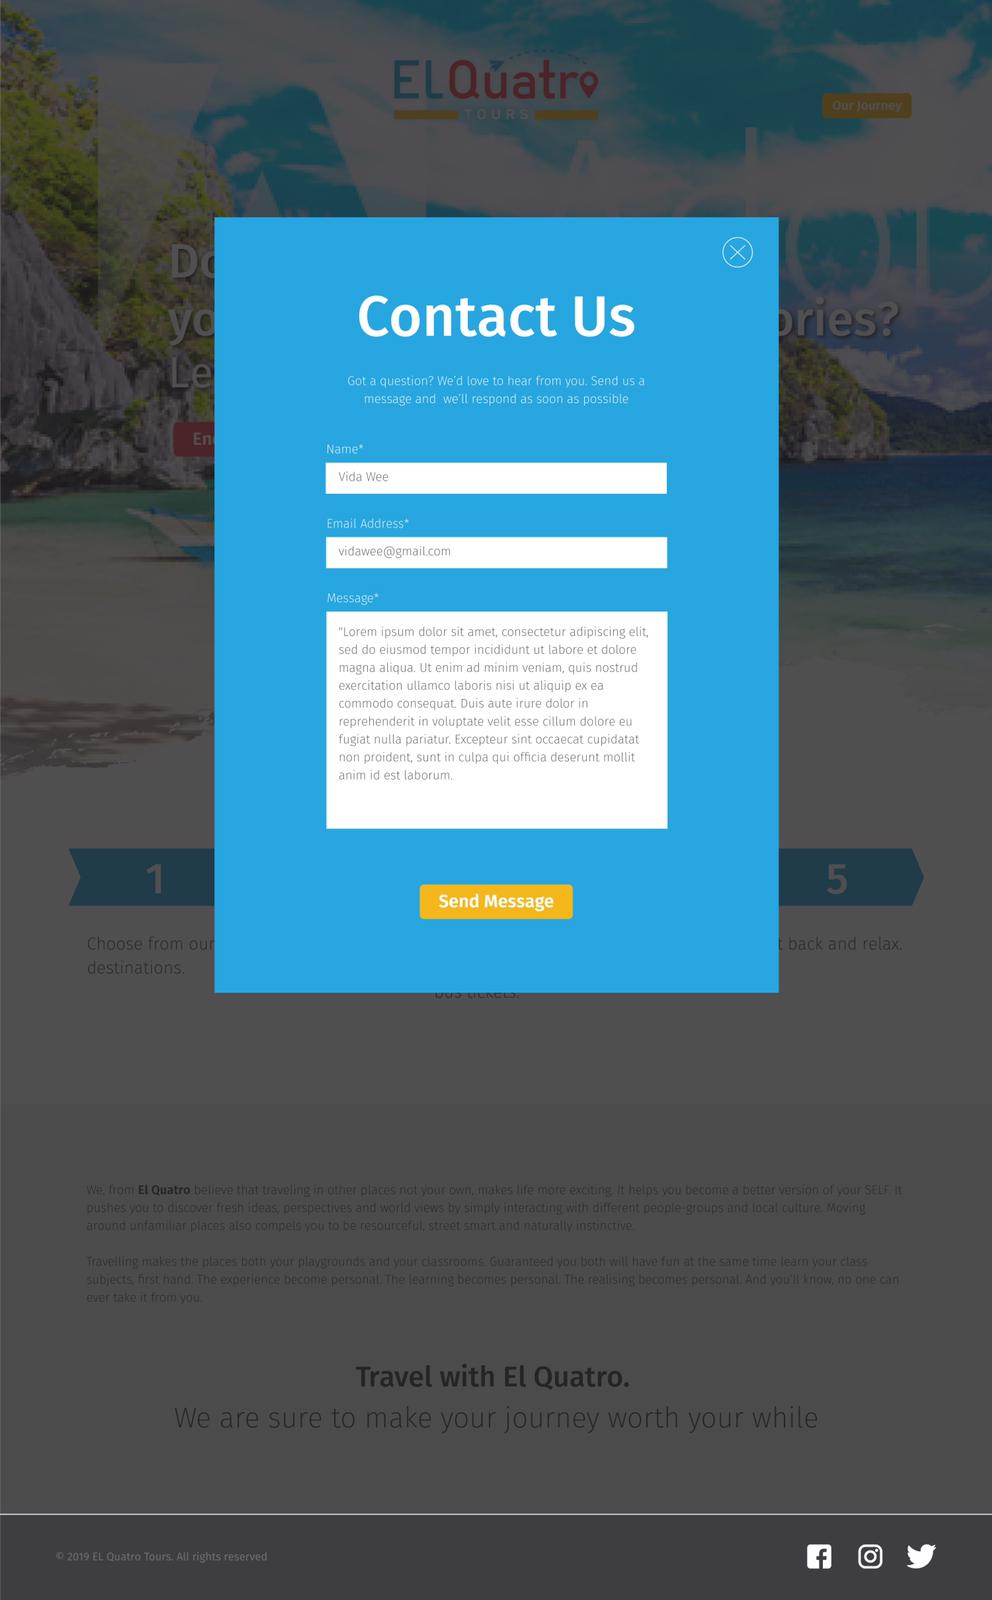 ELQuatro
TOURS
Our Journey
Do
yo
ories?
Le
En
Contact Us
Got a question? We’d love to hear from you. Send us a
message and  we’ll respond as soon as possible
Name*
Vida Wee
Email Address*
vidawee@gmail.com
Message*
"Lorem ipsum dolor sit amet, consectetur adipiscing elit,
sed do eiusmod tempor incididunt ut labore et dolore
magna aliqua. Ut enim ad minim veniam, quis nostrud
exercitation ullamco laboris nisi ut aliquip ex ea
commodo consequat. Duis aute irure dolor in
reprehenderit in voluptate velit esse cillum dolore eu
fugiat nulla pariatur. Excepteur sint occaecat cupidatat
non proident, sunt in culpa qui officia deserunt mollit
anim id est laborum.
Send Message
1
5
Choose from our
destinations.
t back and relax.
bus tickets.
We, from El Quatro believe that traveling in other places not your own, makes life more exciting. It helps you become a better version of your SELF. It
pushes you to discover fresh ideas, perspectives and world views by simply interacting with different people-groups and local culture. Moving
around unfamiliar places also compels you to be resourceful, street smart and naturally instinctive.
Travelling makes the places both your playgrounds and your classrooms. Guaranteed you both will have fun at the same time learn your class
subjects, first hand. The experience become personal. The learning becomes personal. The realising becomes personal. And you’ll know, no one can
ever take it from you.
Travel with El Quatro.
We are sure to make your journey worth your while
© 2019 EL Quatro Tours. All rights reserved